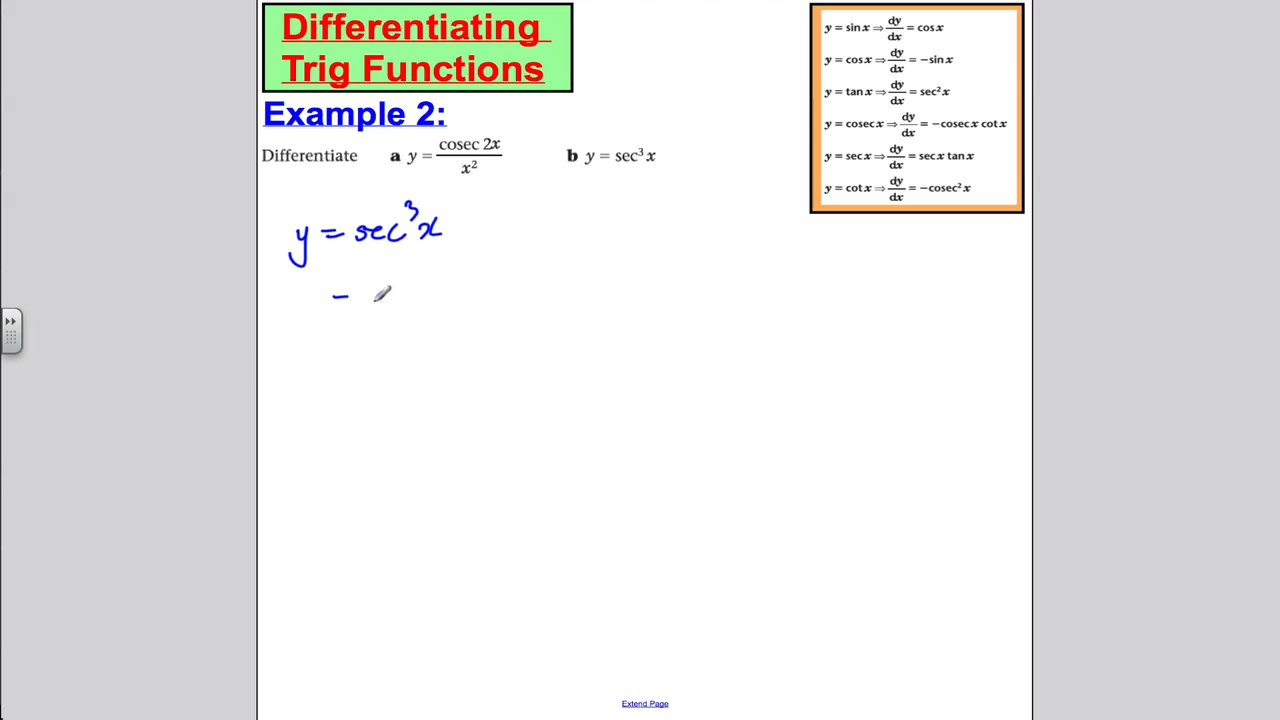 Differentiating
Trig Functions
Example 2:
Differentiate a y = cosec 2x / x² b y = sec³ x
y = sec³x
-
y = sin x ⇒ dy/dx = cos x
y = cos x ⇒ dy/dx = −sin x
y = tan x ⇒ dy/dx = sec² x
y = cosec x ⇒ dy/dx = −cosec x cot x
y = sec x ⇒ dy/dx = sec x tan x
y = cot x ⇒ dy/dx = −cosec² x
Extend Page